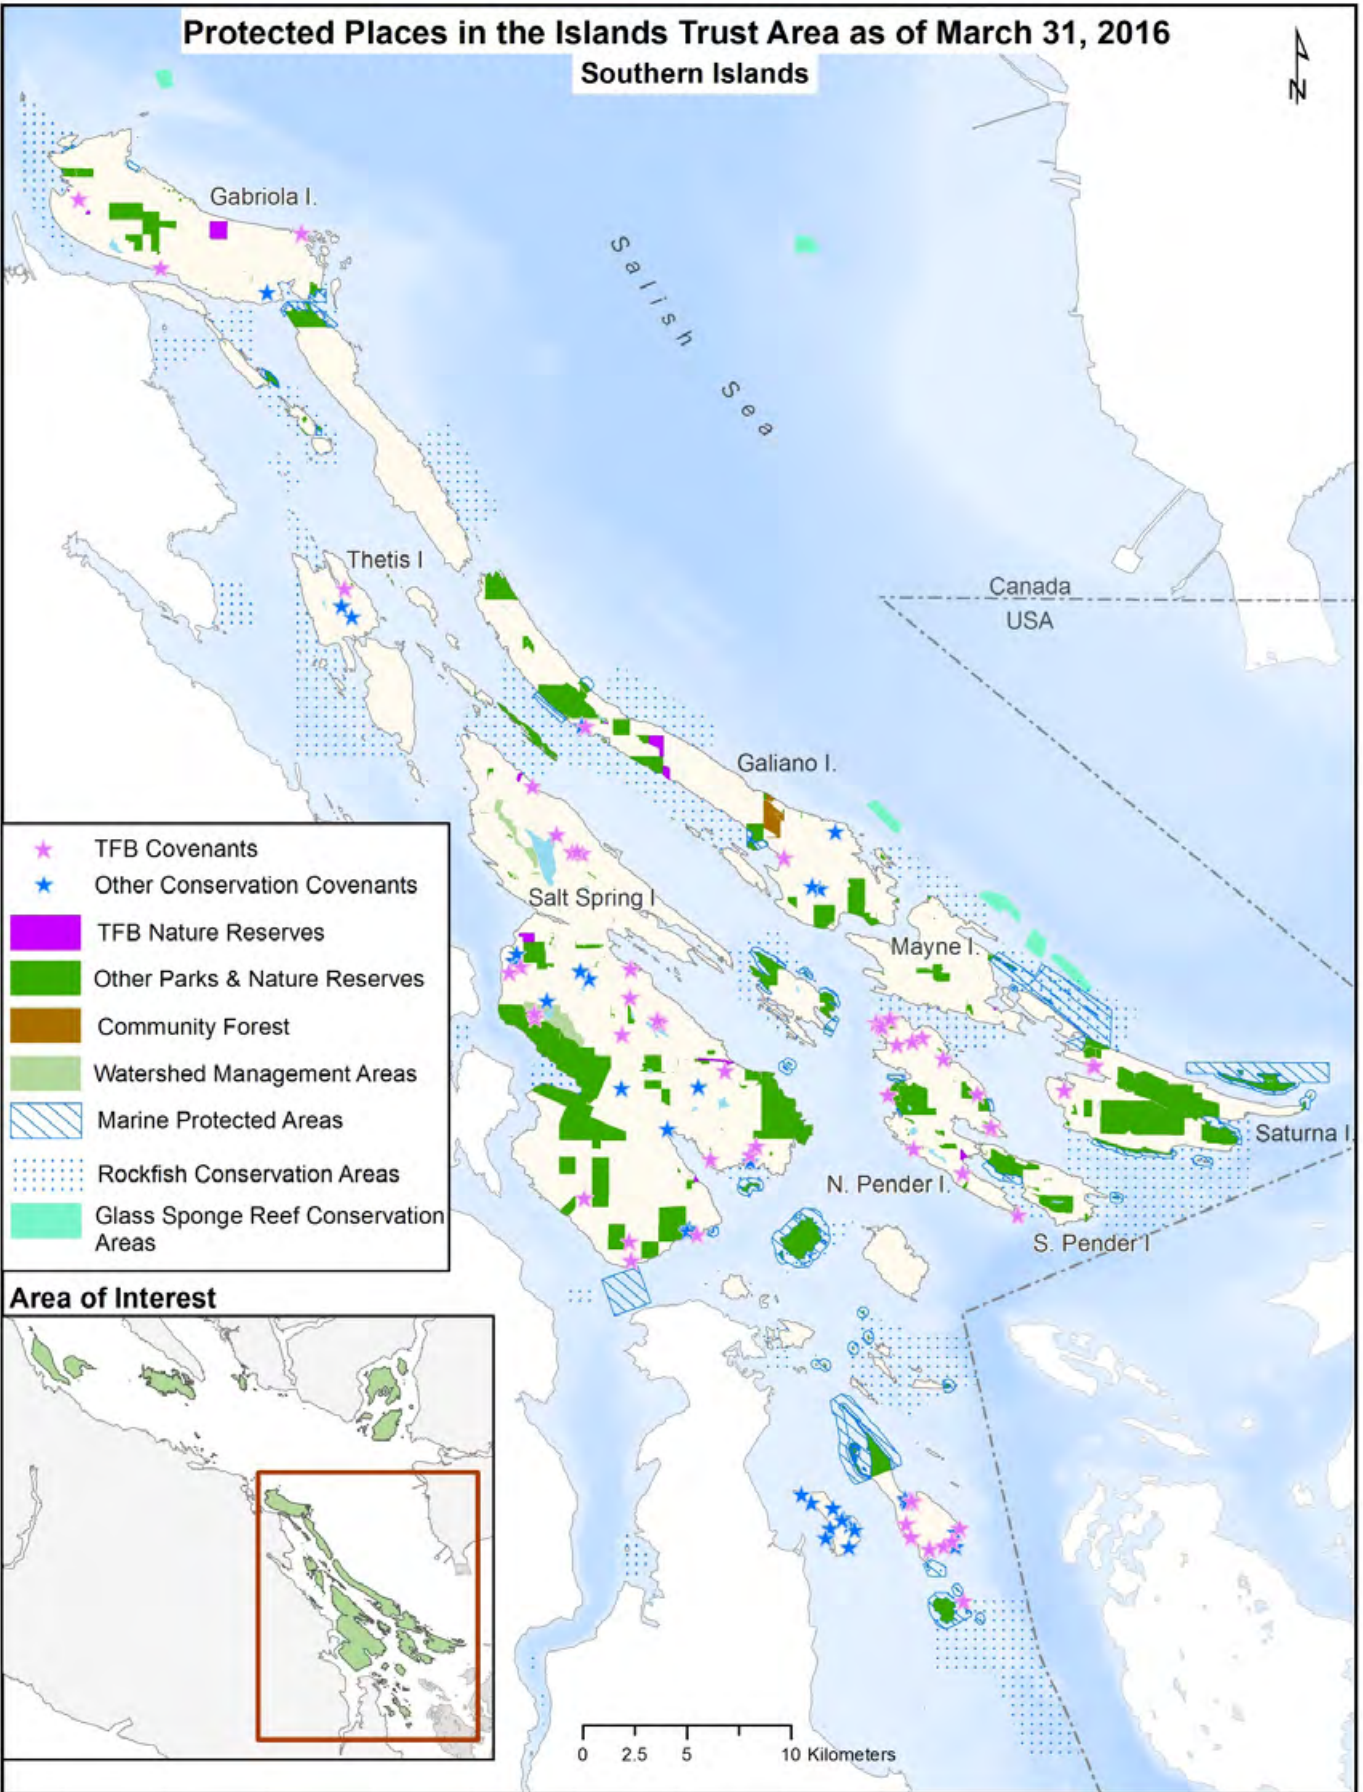 Protected Places in the Islands Trust Area as of March 31, 2016
Southern Islands
N
Gabriola I.
Salish Sea
Thetis I
Canada
USA
Galiano I.
Salt Spring I
Mayne I.
Saturna I.
N. Pender I.
S. Pender I
TFB Covenants
Other Conservation Covenants
TFB Nature Reserves
Other Parks & Nature Reserves
Community Forest
Watershed Management Areas
Marine Protected Areas
Rockfish Conservation Areas
Glass Sponge Reef Conservation
Areas
Area of Interest
0 2.5 5 10 Kilometers